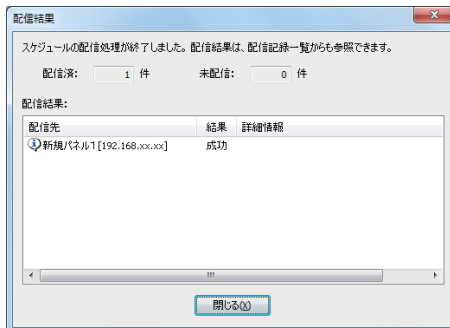 配信結果
スケジュールの配信処理が終了しました。配信結果は、配信記録一覧からも参照できます。
配信済: 1 件 未配信: 0 件
配信結果:
配信先 結果 詳細情報
新規パネル1[192.168.xx.xx] 成功
閉じる(X)